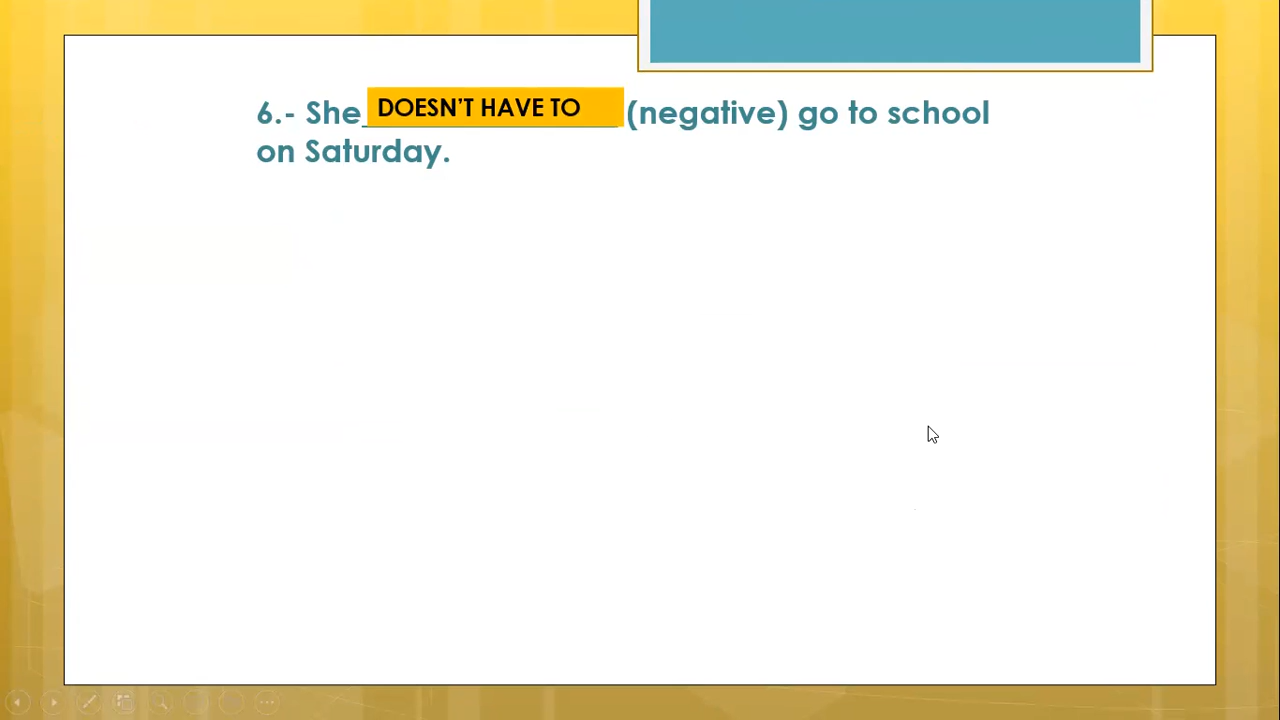 6.- She DOESN’T HAVE TO (negative) go to school
on Saturday.